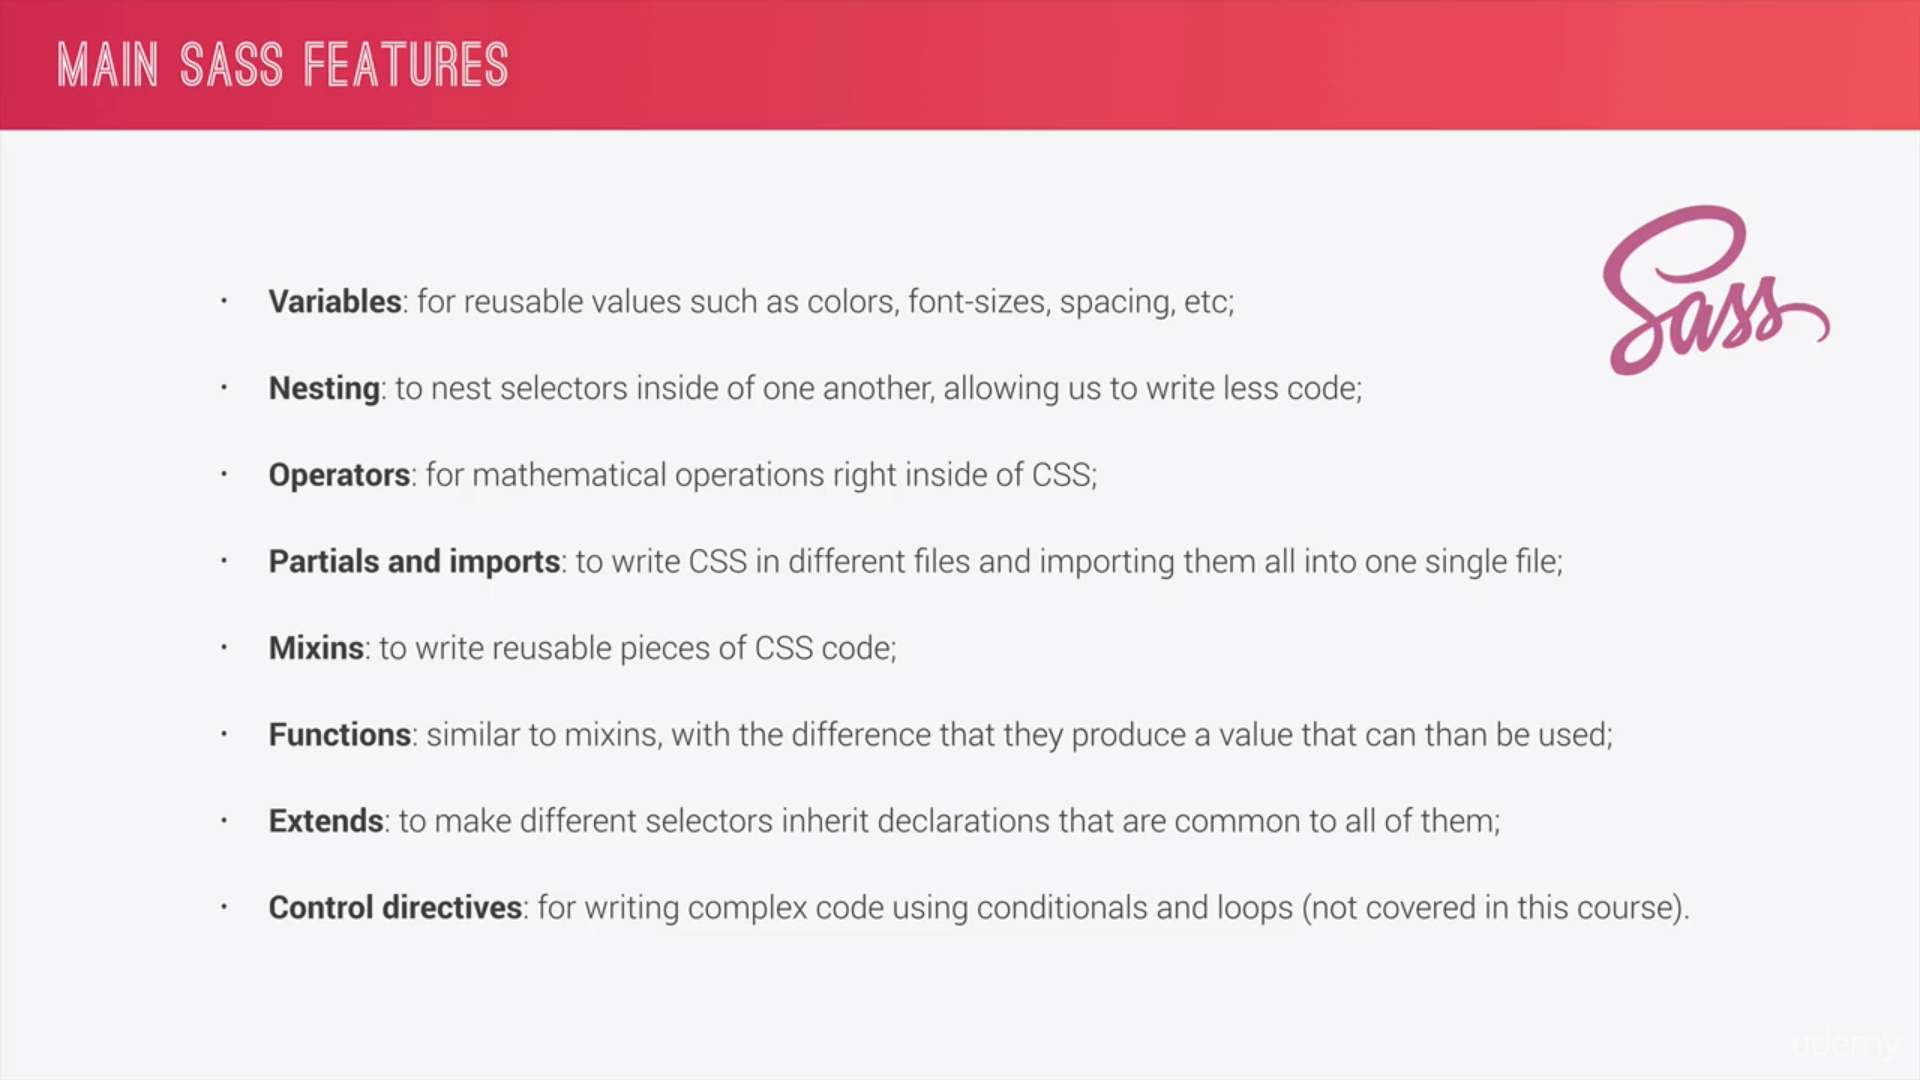 MAIN SASS FEATURES
Sass
• Variables: for reusable values such as colors, font-sizes, spacing, etc;
• Nesting: to nest selectors inside of one another, allowing us to write less code;
• Operators: for mathematical operations right inside of CSS;
• Partials and imports: to write CSS in different files and importing them all into one single file;
• Mixins: to write reusable pieces of CSS code;
• Functions: similar to mixins, with the difference that they produce a value that can than be used;
• Extends: to make different selectors inherit declarations that are common to all of them;
• Control directives: for writing complex code using conditionals and loops (not covered in this course).
udemy